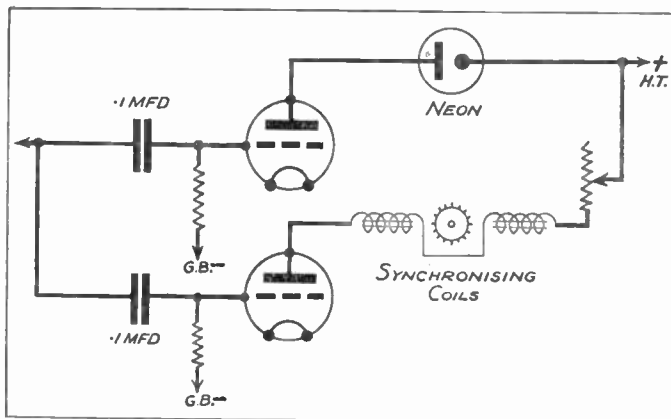 ·1 MFD
NEON
+
H.T.
G.B.–
SYNCHRONISING
COILS
·1 MFD
G.B.–